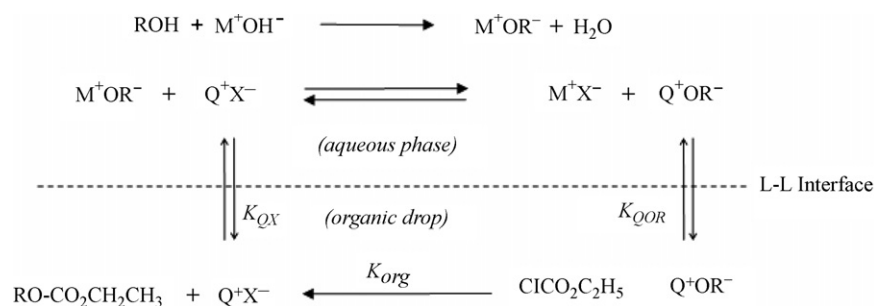 ROH + M⁺OH⁻ M⁺OR⁻ + H₂O
M⁺OR⁻ + Q⁺X⁻ M⁺X⁻ + Q⁺OR⁻
(aqueous phase)
L-L Interface
K_QX (organic drop) K_QOR
K_org
RO-CO₂CH₂CH₃ + Q⁺X⁻ ClCO₂C₂H₅ Q⁺OR⁻